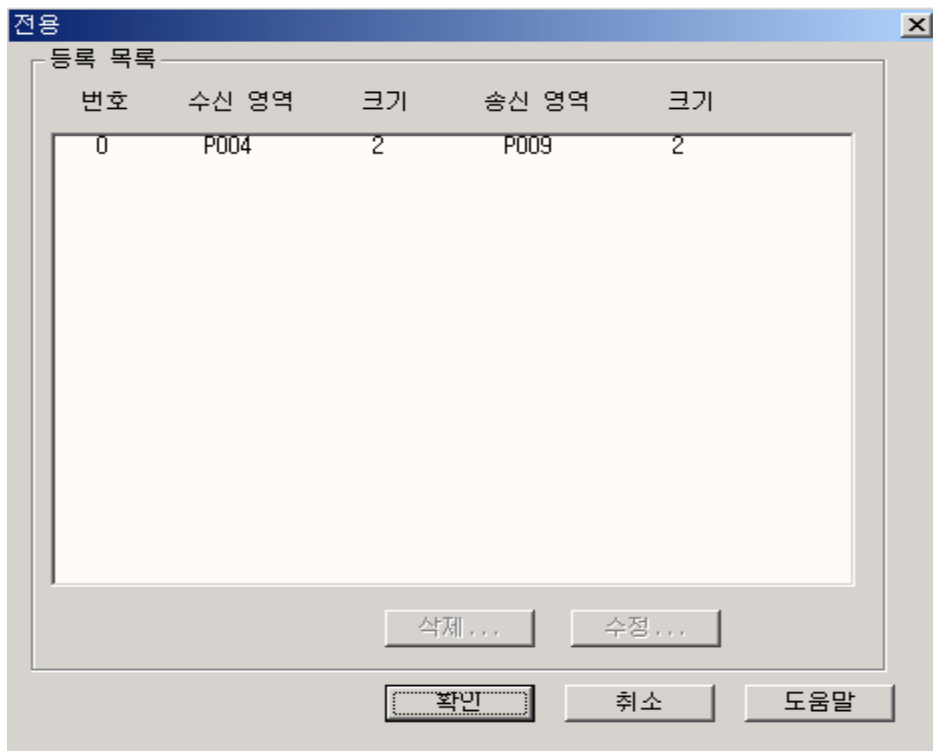 전용
등록 목록
번호 수신 영역 크기 송신 영역 크기
0 P004 2 P009 2
삭제... 수정...
확인 취소 도움말